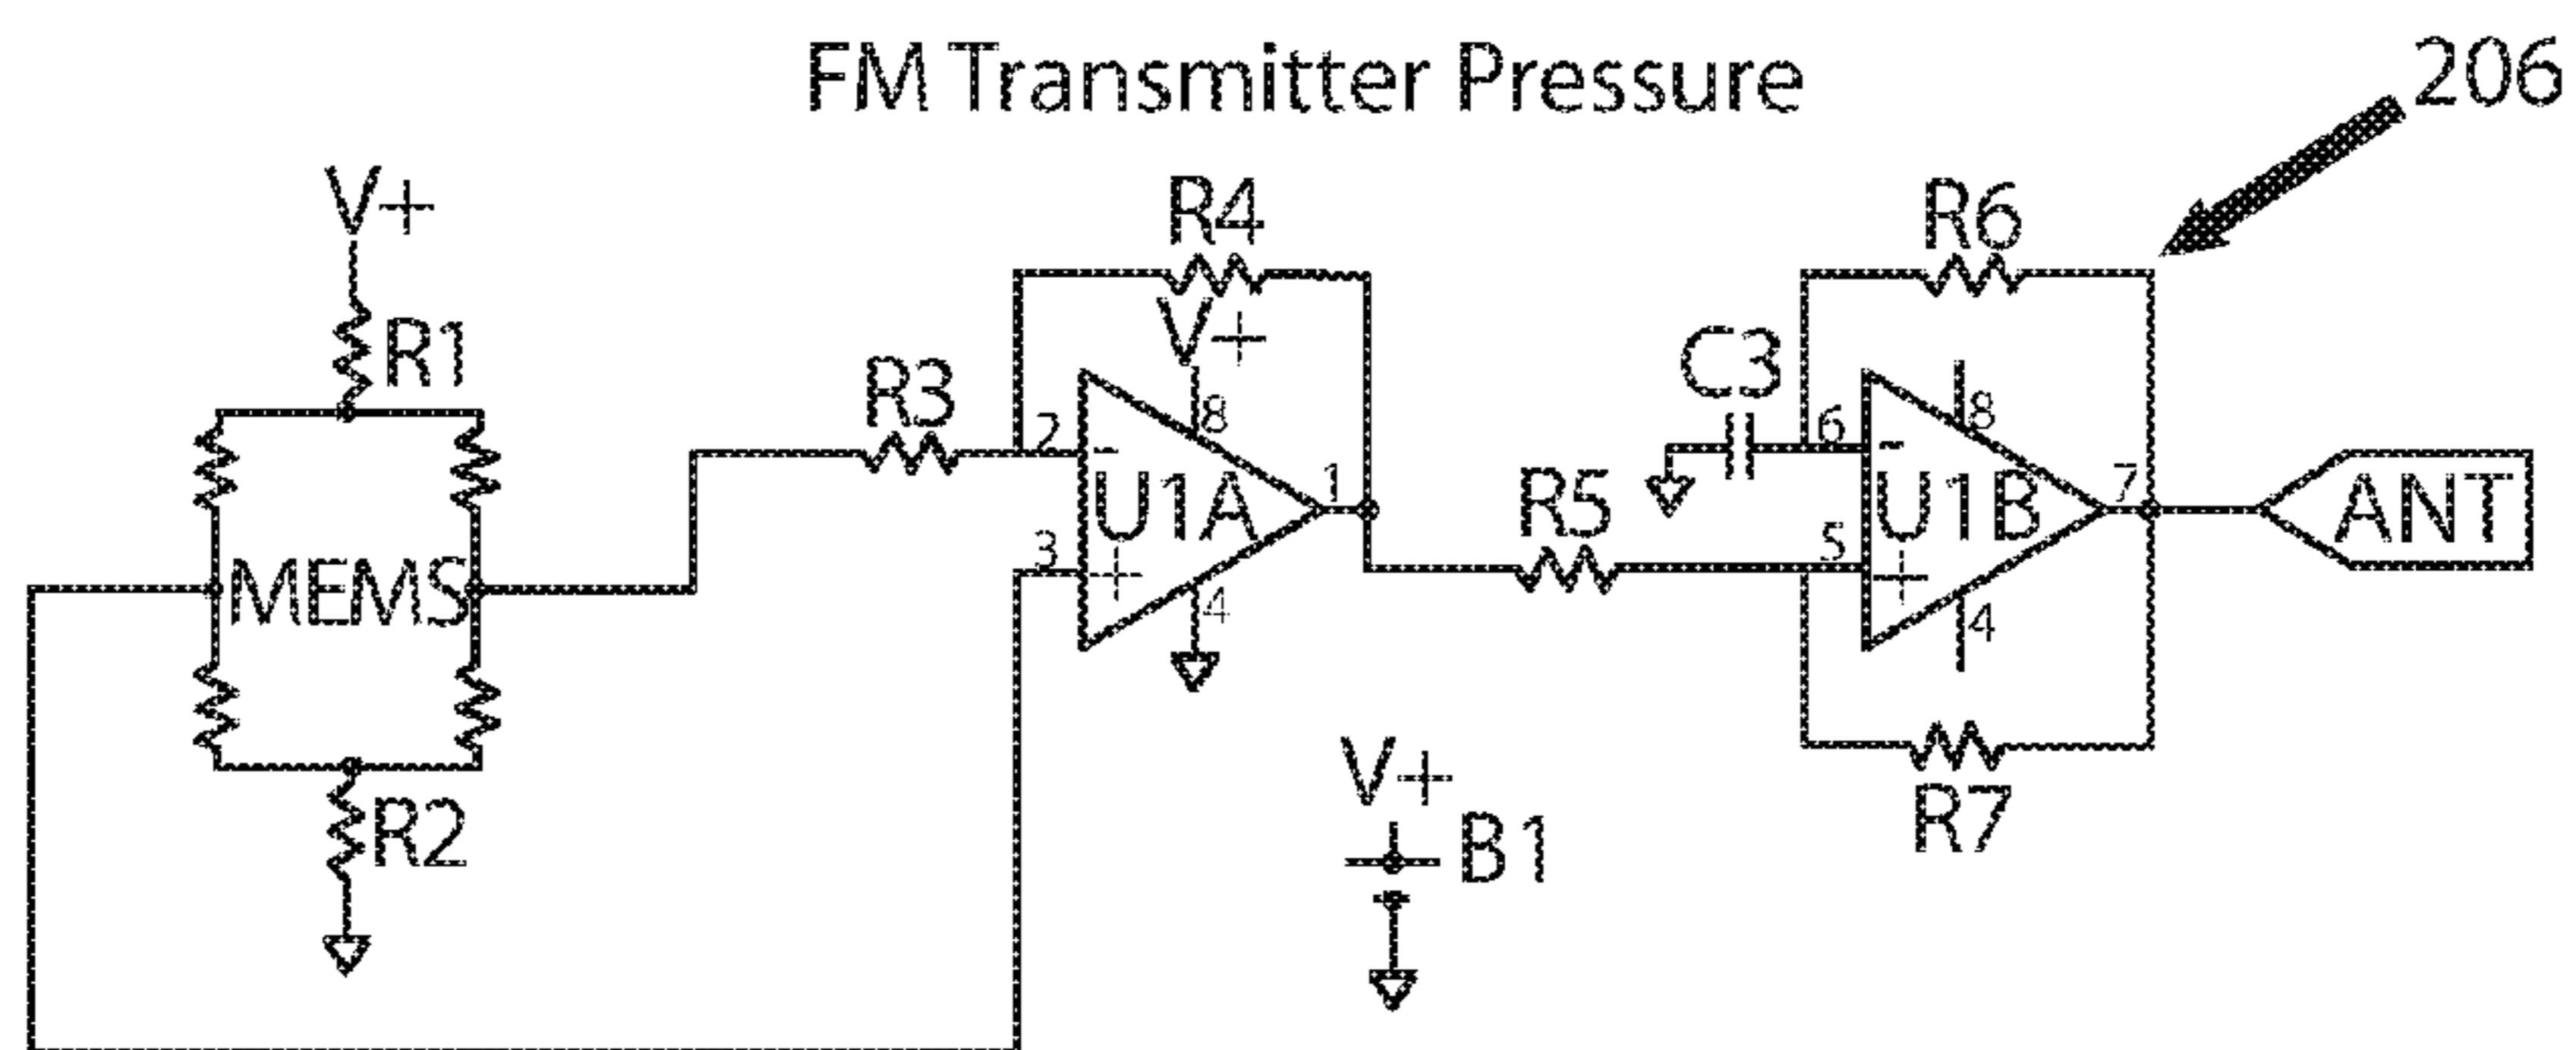 FM Transmitter Pressure
206
V+
R1
MEMS
R2
R3
R4
V+
2
-
8
U1A
1
3
+
4
R5
V+
B1
C3
R6
6
-
8
U1B
7
5
+
4
R7
ANT